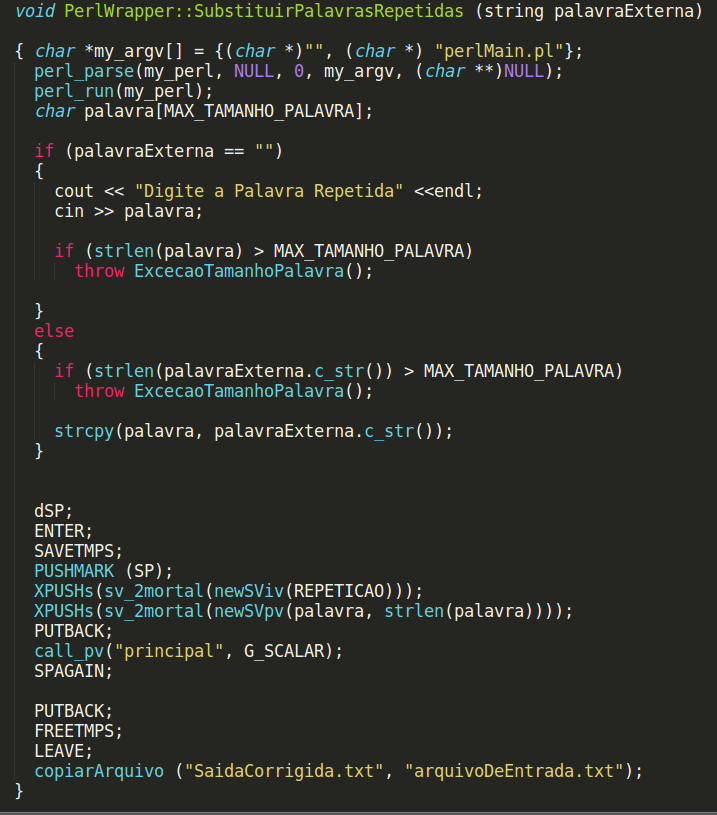 void PerlWrapper::SubstituirPalavrasRepetidas (string palavraExterna)
{ char *my_argv[] = {(char *)"", (char *) "perlMain.pl"};
perl_parse(my_perl, NULL, 0, my_argv, (char **)NULL);
perl_run(my_perl);
char palavra[MAX_TAMANHO_PALAVRA];
if (palavraExterna == "")
{
cout << "Digite a Palavra Repetida" <<endl;
cin >> palavra;
if (strlen(palavra) > MAX_TAMANHO_PALAVRA)
throw ExcecaoTamanhoPalavra();
}
else
{
if (strlen(palavraExterna.c_str()) > MAX_TAMANHO_PALAVRA)
throw ExcecaoTamanhoPalavra();
strcpy(palavra, palavraExterna.c_str());
}
dSP;
ENTER;
SAVETMPS;
PUSHMARK (SP);
XPUSHs(sv_2mortal(newSViv(REPETICAO)));
XPUSHs(sv_2mortal(newSVpv(palavra, strlen(palavra))));
PUTBACK;
call_pv("principal", G_SCALAR);
SPAGAIN;
PUTBACK;
FREETMPS;
LEAVE;
copiarArquivo ("SaidaCorrigida.txt", "arquivoDeEntrada.txt");
}